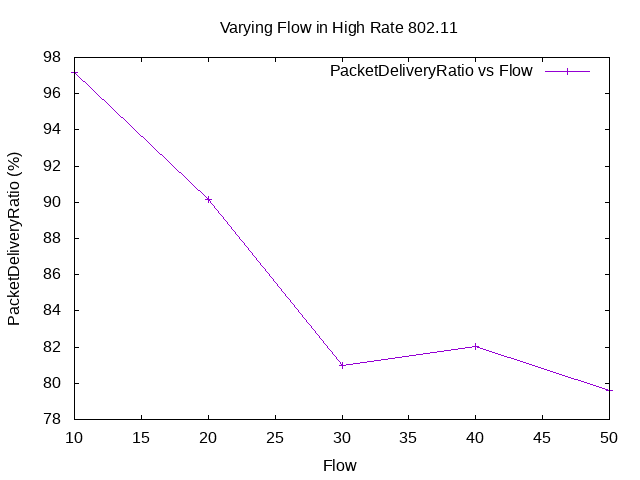 Varying Flow in High Rate 802.11
PacketDeliveryRatio vs Flow
PacketDeliveryRatio (%)
98
96
94
92
90
88
86
84
82
80
78
10 15 20 25 30 35 40 45 50
Flow